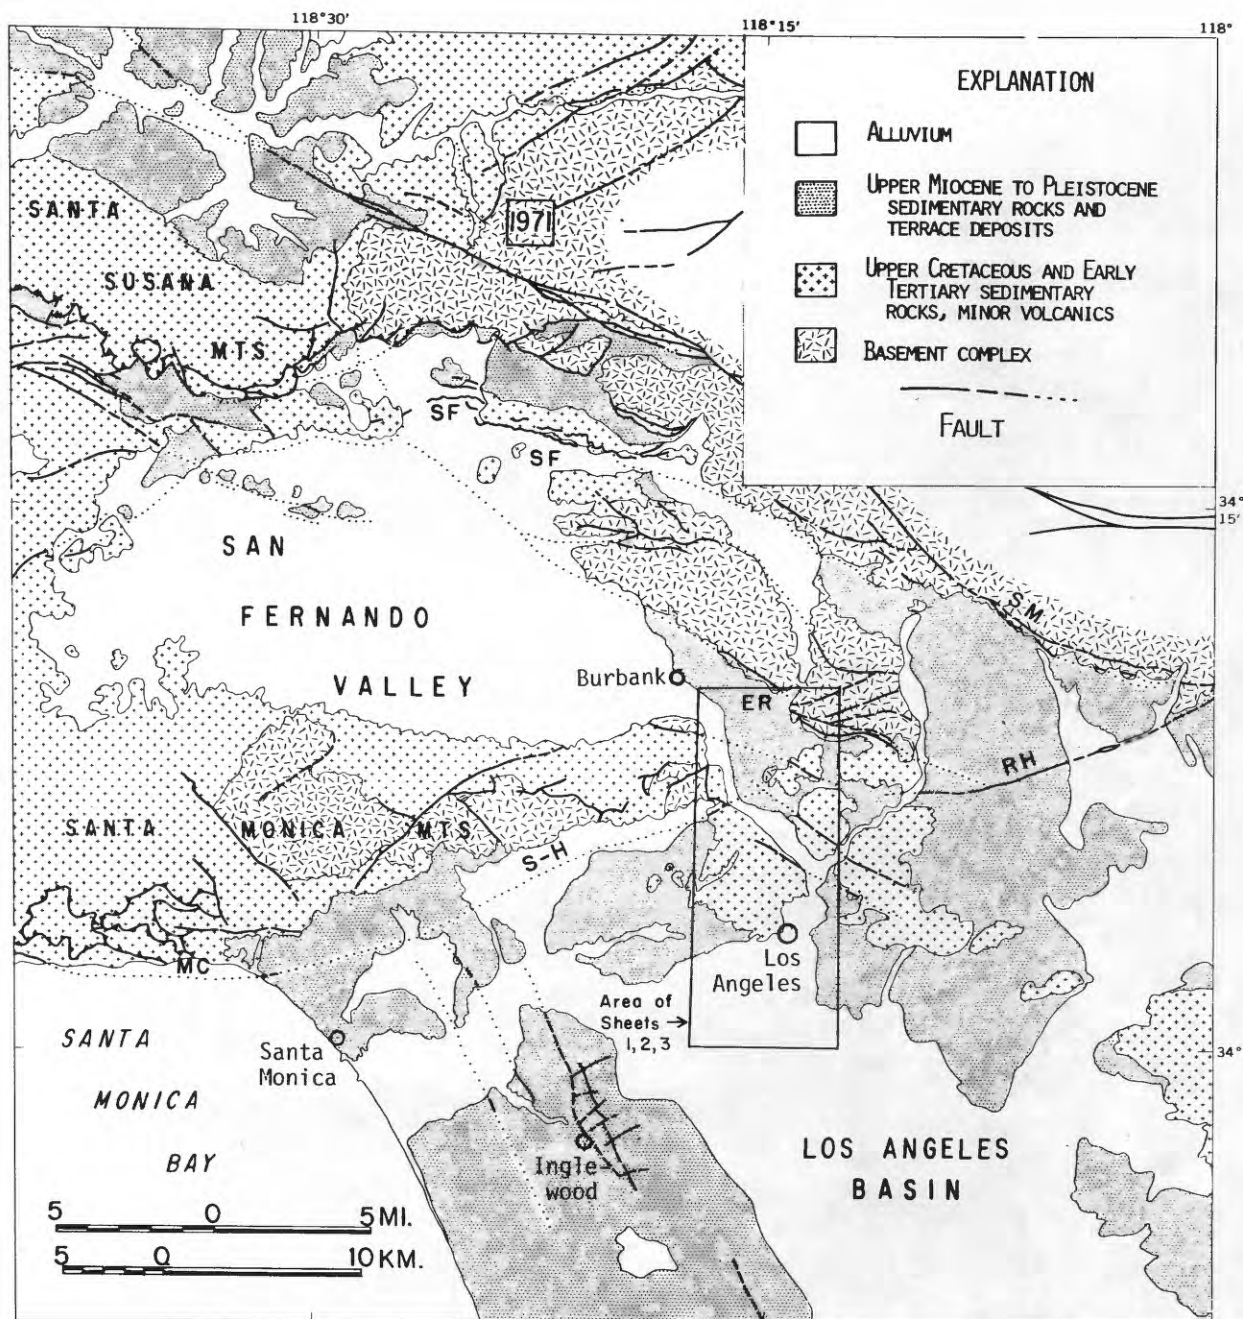 118°30'
118°15'
118°
EXPLANATION
ALLUVIUM
UPPER MIOCENE TO PLEISTOCENE
SEDIMENTARY ROCKS AND
TERRACE DEPOSITS
UPPER CRETACEOUS AND EARLY
TERTIARY SEDIMENTARY
ROCKS, MINOR VOLCANICS
BASEMENT COMPLEX
FAULT
SANTA
SUSANA
MTS
1971
SF
SF
34°
15'
SAN
FERNANDO
VALLEY
SM
Burbank
ER
RH
SANTA
MONICA
MTS
S-H
MC
Los
Angeles
Area of
Sheets
1,2,3
SANTA
MONICA
BAY
Santa
Monica
34°
Ingle-
wood
LOS ANGELES
BASIN
5 0 5 MI.
5 0 10 KM.